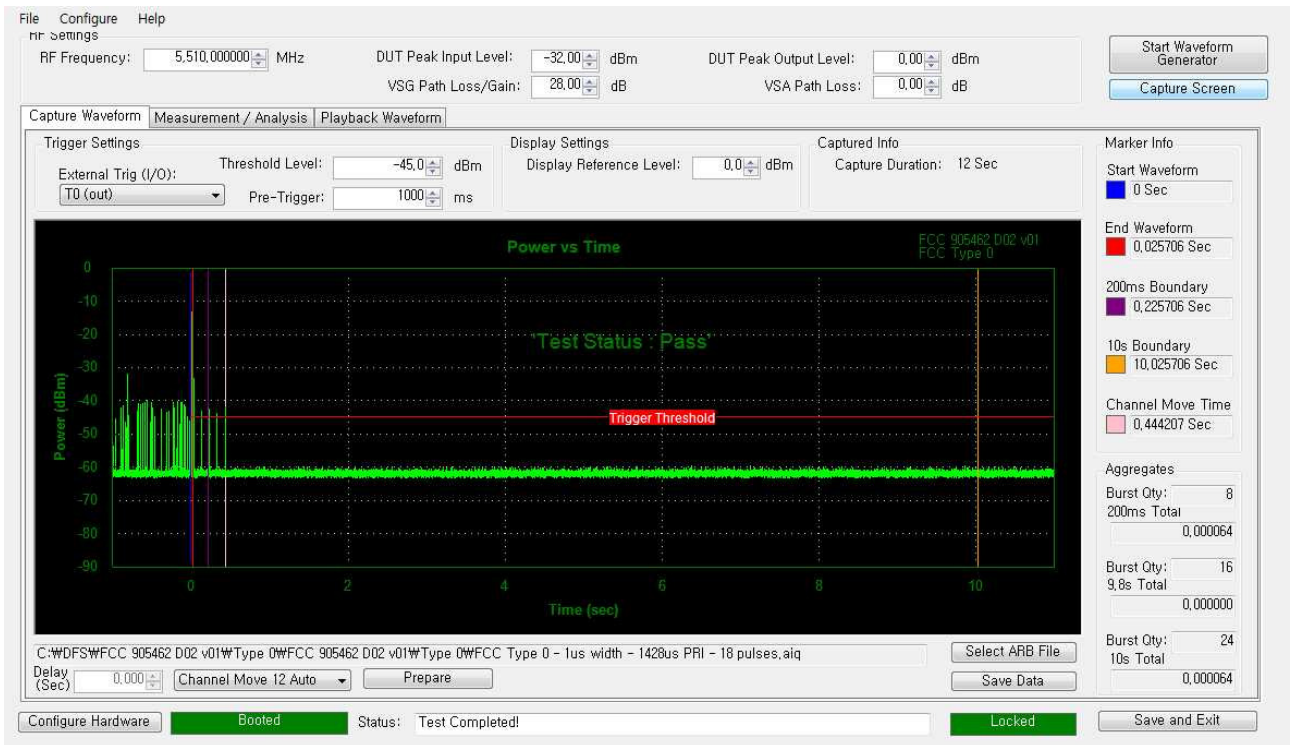 File Configure Help
RF Settings
RF Frequency: 5,510,000000 MHz
DUT Peak Input Level: -32,00 dBm
DUT Peak Output Level: 0,00 dBm
VSG Path Loss/Gain: 28,00 dB
VSA Path Loss: 0,00 dB
Start Waveform
Generator
Capture Screen
Capture Waveform Measurement / Analysis Playback Waveform
Trigger Settings
External Trig (I/O):
T0 (out)
Threshold Level: -45,0 dBm
Pre-Trigger: 1000 ms
Display Settings
Display Reference Level: 0,0 dBm
Captured Info
Capture Duration: 12 Sec
Power vs Time
FCC 905462 D02 v01
FCC Type 0
'Test Status : Pass'
Trigger Threshold
Power (dBm)
0
-10
-20
-30
-40
-50
-60
-70
-80
-90
0 2 4 6 8 10
Time (sec)
Marker Info
Start Waveform
0 Sec
End Waveform
0,025706 Sec
200ms Boundary
0,225706 Sec
10s Boundary
10,025706 Sec
Channel Move Time
0,444207 Sec
Aggregates
Burst Qty: 8
200ms Total
0,000064
Burst Qty: 16
9,8s Total
0,000000
Burst Qty: 24
10s Total
0,000064
C:₩DFS₩FCC 905462 D02 v01₩Type 0₩FCC 905462 D02 v01₩Type 0₩FCC Type 0 - 1us width - 1428us PRI - 18 pulses,aiq
Select ARB File
Delay
(Sec) 0,000 Channel Move 12 Auto Prepare
Save Data
Configure Hardware Booted Status: Test Completed! Locked Save and Exit